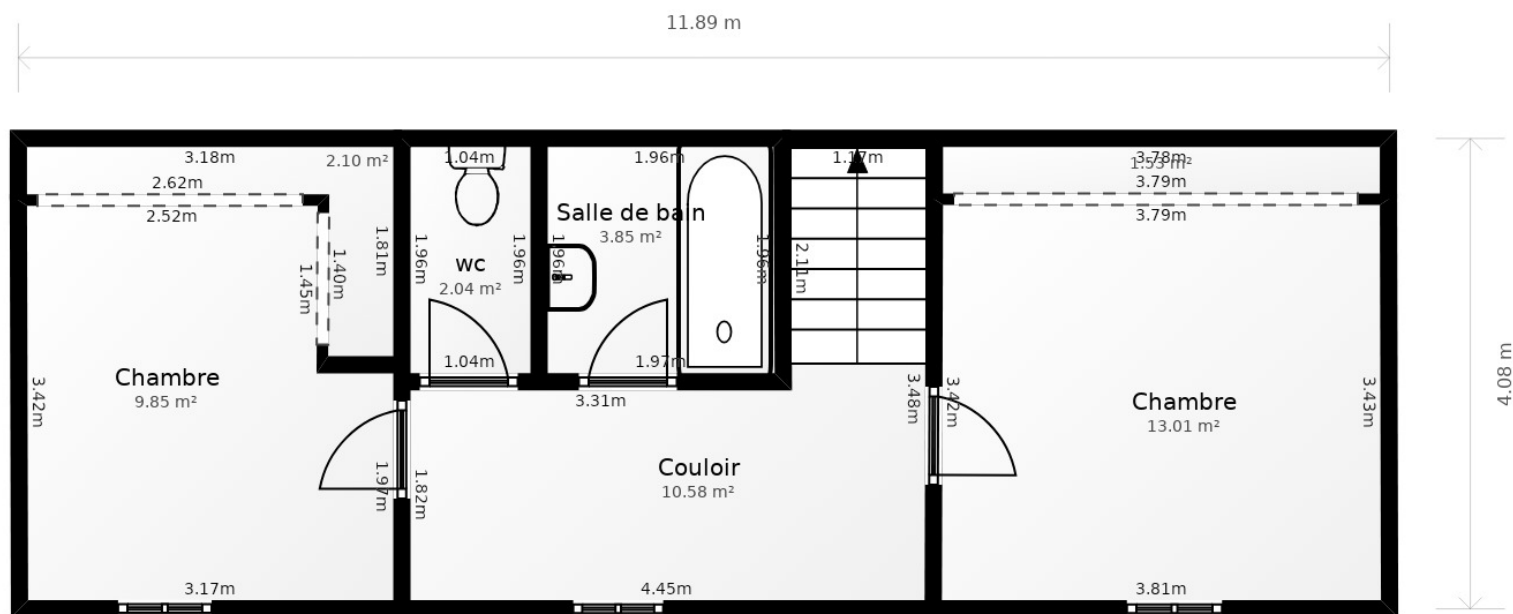 11.89 m
3.18m
2.10 m²
1.04m
1.96m
1.17m
3.78m
1.53 m²
2.62m
3.79m
2.52m
3.79m
Salle de bain
3.85 m²
1.81m
1.96m
1.96m
1.96m
1.96m
2.11m
1.40m
1.45m
wc
2.04 m²
4.08 m
1.04m
1.97m
Chambre
9.85 m²
3.42m
3.31m
3.48m
3.42m
Chambre
13.01 m²
3.43m
Couloir
10.58 m²
1.97m
1.82m
3.17m
4.45m
3.81m